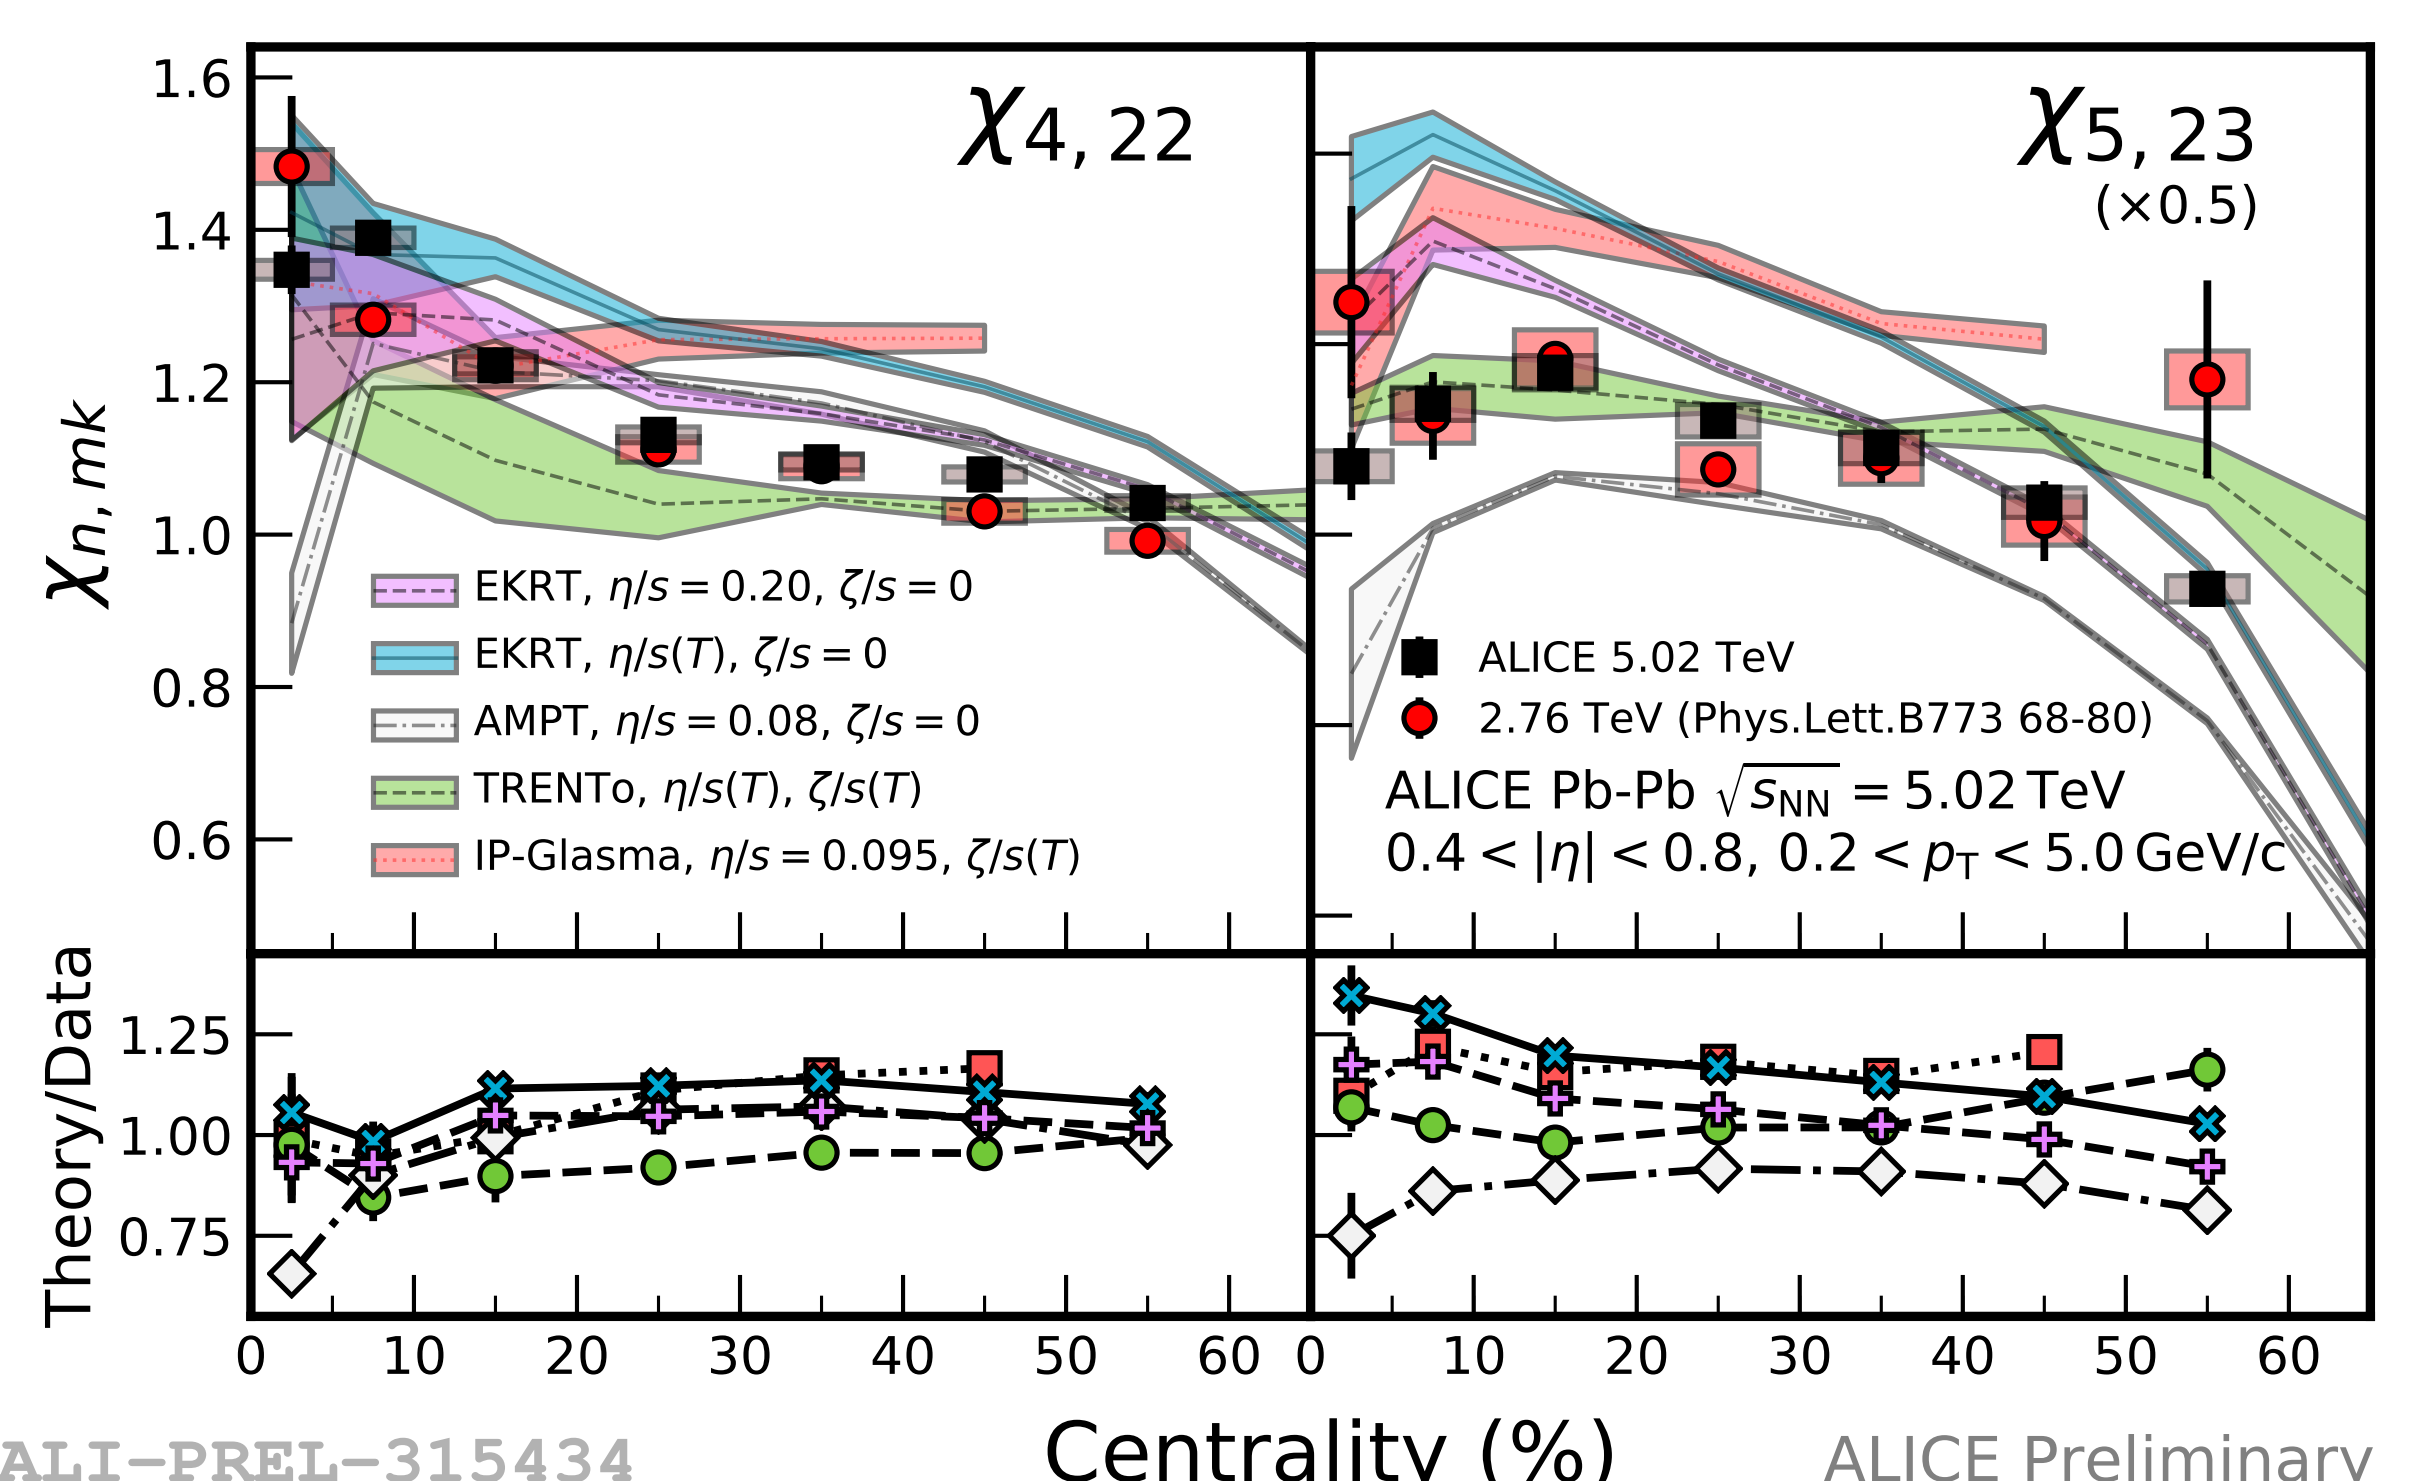 1.6
1.4
1.2
1.0
0.8
0.6
χn, mk
χ4, 22
χ5, 23
(×0.5)
EKRT, η/s = 0.20, ζ/s = 0
EKRT, η/s(T), ζ/s = 0
AMPT, η/s = 0.08, ζ/s = 0
TRENTo, η/s(T), ζ/s(T)
IP-Glasma, η/s = 0.095, ζ/s(T)
ALICE 5.02 TeV
2.76 TeV (Phys.Lett.B773 68-80)
ALICE Pb-Pb √sNN = 5.02 TeV
0.4 < |η| < 0.8, 0.2 < pT < 5.0 GeV/c
Theory/Data
1.25
1.00
0.75
0 10 20 30 40 50 60 0 10 20 30 40 50 60
Centrality (%)
ALI-PREL-315434
ALICE Preliminary